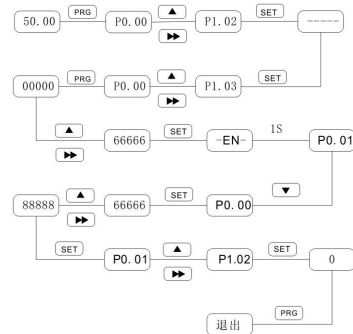 50.00 PRG P0.00 P1.02 SET -----
00000 PRG P0.00 P1.03 SET
66666 SET -EN- 1S P0.01
88888 66666 SET P0.00
SET P0.01 P1.02 SET 0
退出 PRG